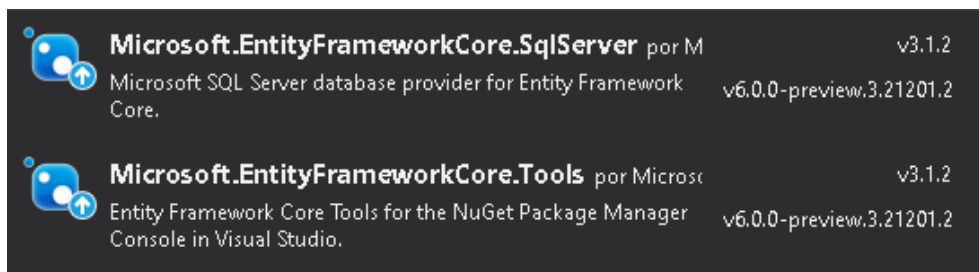 Microsoft.EntityFrameworkCore.SqlServer por M
v3.1.2
Microsoft SQL Server database provider for Entity Framework
Core.
v6.0.0-preview.3.21201.2
Microsoft.EntityFrameworkCore.Tools por Microsc
v3.1.2
Entity Framework Core Tools for the NuGet Package Manager
Console in Visual Studio.
v6.0.0-preview.3.21201.2